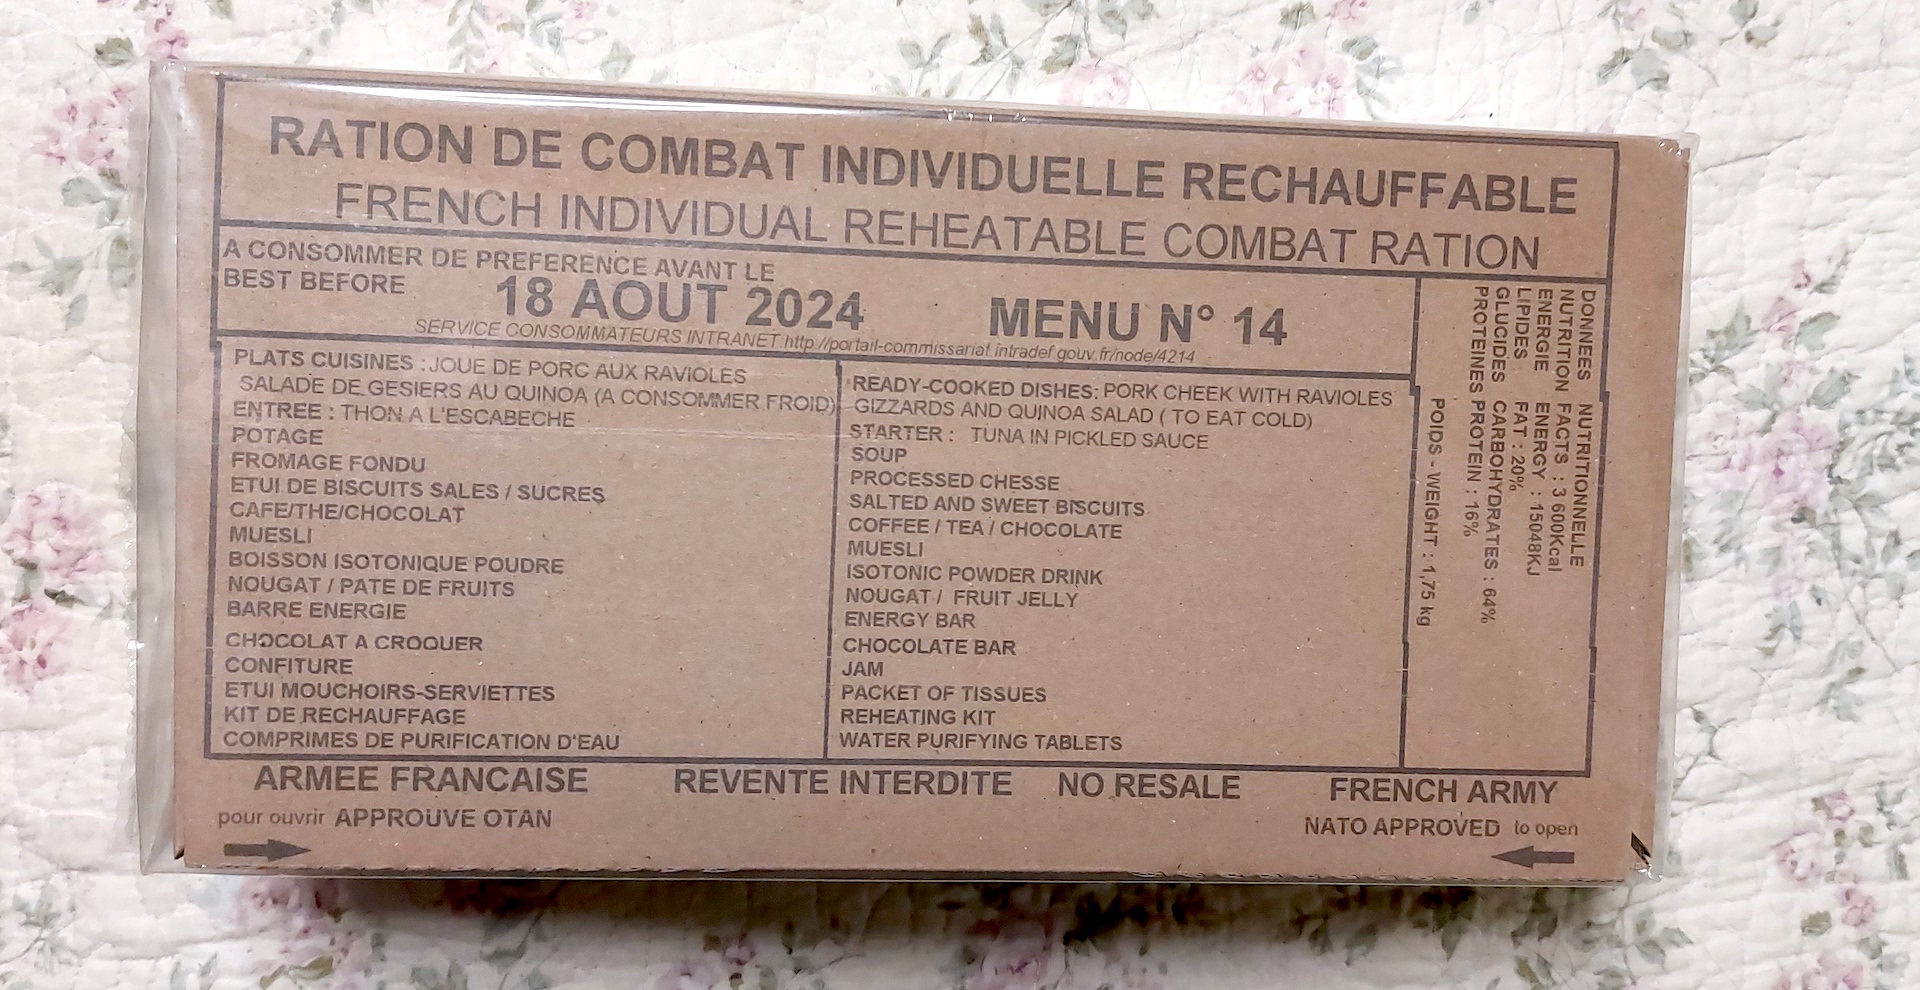 RATION DE COMBAT INDIVIDUELLE RECHAUFFABLE
FRENCH INDIVIDUAL REHEATABLE COMBAT RATION
A CONSOMMER DE PREFERENCE AVANT LE
BEST BEFORE
18 AOUT 2024
MENU N° 14
SERVICE CONSOMMATEURS INTRANET http://portail-commissariat.intradef.gouv.fr/node/4214
PLATS CUISINES : JOUE DE PORC AUX RAVIOLES
SALADE DE GESIERS AU QUINOA (A CONSOMMER FROID)
ENTREE : THON A L'ESCABECHE
POTAGE
FROMAGE FONDU
ETUI DE BISCUITS SALES / SUCRES
CAFE/THE/CHOCOLAT
MUESLI
BOISSON ISOTONIQUE POUDRE
NOUGAT / PATE DE FRUITS
BARRE ENERGIE
CHOCOLAT A CROQUER
CONFITURE
ETUI MOUCHOIRS-SERVIETTES
KIT DE RECHAUFFAGE
COMPRIMES DE PURIFICATION D'EAU
READY-COOKED DISHES: PORK CHEEK WITH RAVIOLES
GIZZARDS AND QUINOA SALAD ( TO EAT COLD)
STARTER : TUNA IN PICKLED SAUCE
SOUP
PROCESSED CHESSE
SALTED AND SWEET BISCUITS
COFFEE / TEA / CHOCOLATE
MUESLI
ISOTONIC POWDER DRINK
NOUGAT / FRUIT JELLY
ENERGY BAR
CHOCOLATE BAR
JAM
PACKET OF TISSUES
REHEATING KIT
WATER PURIFYING TABLETS
DONNEES NUTRITIONNELLE
NUTRITION FACTS : 3 600Kcal
ENERGIE ENERGY : 15048KJ
LIPIDES FAT : 20%
GLUCIDES CARBOHYDRATES : 64%
PROTEINES PROTEIN : 16%
POIDS - WEIGHT : 1,75 kg
ARMEE FRANCAISE REVENTE INTERDITE NO RESALE FRENCH ARMY
pour ouvrir APPROUVE OTAN
NATO APPROVED to open